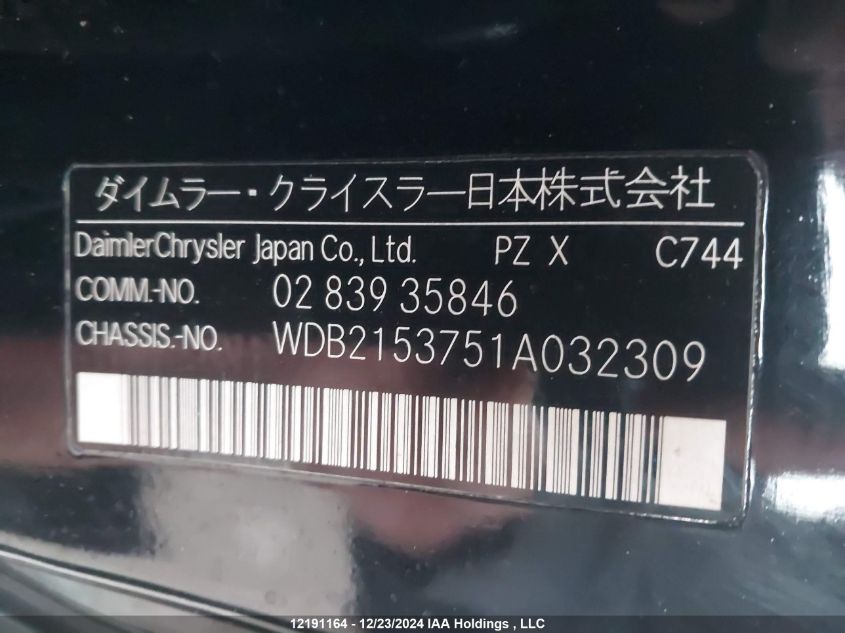 ダイムラー・クライスラー日本株式会社
DaimlerChrysler Japan Co., Ltd. PZ X C744
COMM.-NO. 02 839 35846
CHASSIS.-NO. WDB2153751A032309
12191164 - 12/23/2024 IAA Holdings , LLC